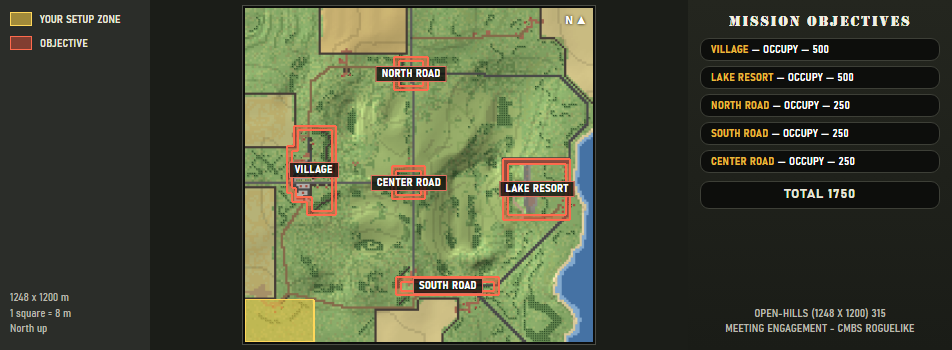 YOUR SETUP ZONE
OBJECTIVE
1248 x 1200 m
1 square = 8 m
North up
N ▲
NORTH ROAD
VILLAGE
CENTER ROAD
LAKE RESORT
SOUTH ROAD
MISSION OBJECTIVES
VILLAGE — OCCUPY — 500
LAKE RESORT — OCCUPY — 500
NORTH ROAD — OCCUPY — 250
SOUTH ROAD — OCCUPY — 250
CENTER ROAD — OCCUPY — 250
TOTAL 1750
OPEN-HILLS (1248 X 1200) 315
MEETING ENGAGEMENT - CMBS ROGUELIKE